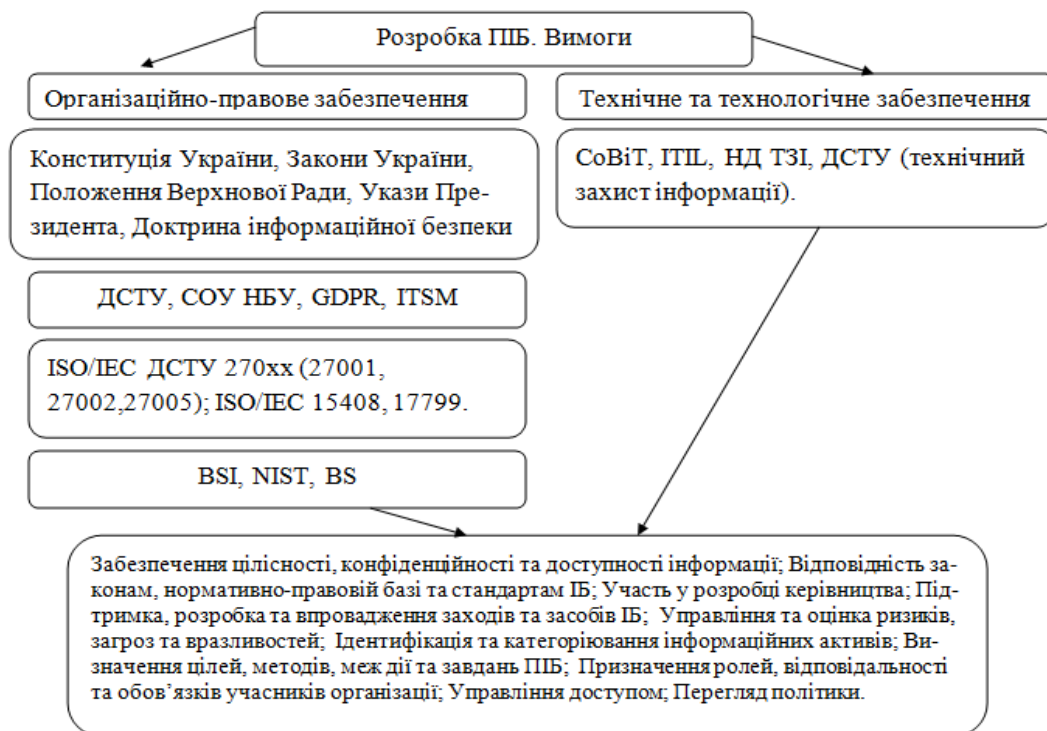 Розробка ПІБ. Вимоги
Організаційно-правове забезпечення
Технічне та технологічне забезпечення
Конституція України, Закони України,
Положення Верхнової Ради, Укази Пре-
зидента, Доктрина інформаційної безпеки
CoBiT, ITIL, НД ТЗІ, ДСТУ (технічний
захист інформації).
ДСТУ, СОУ НБУ, GDPR, ITSM
ISO/IEC ДСТУ 270xx (27001,
27002,27005); ISO/IEC 15408, 17799.
BSI, NIST, BS
Забезпечення цілісності, конфіденційності та доступності інформації; Відповідність за-
конам, нормативно-правовій базі та стандартам ІБ; Участь у розробці керівництва; Під-
тримка, розробка та впровадження заходів та засобів ІБ; Управління та оцінка ризиків,
загроз та вразливостей; Ідентифікація та категоріювання інформаційних активів; Ви-
значення цілей, методів, меж дії та завдань ПІБ; Призначення ролей, відповідальності
та обов’язків учасників організації; Управління доступом; Перегляд політики.